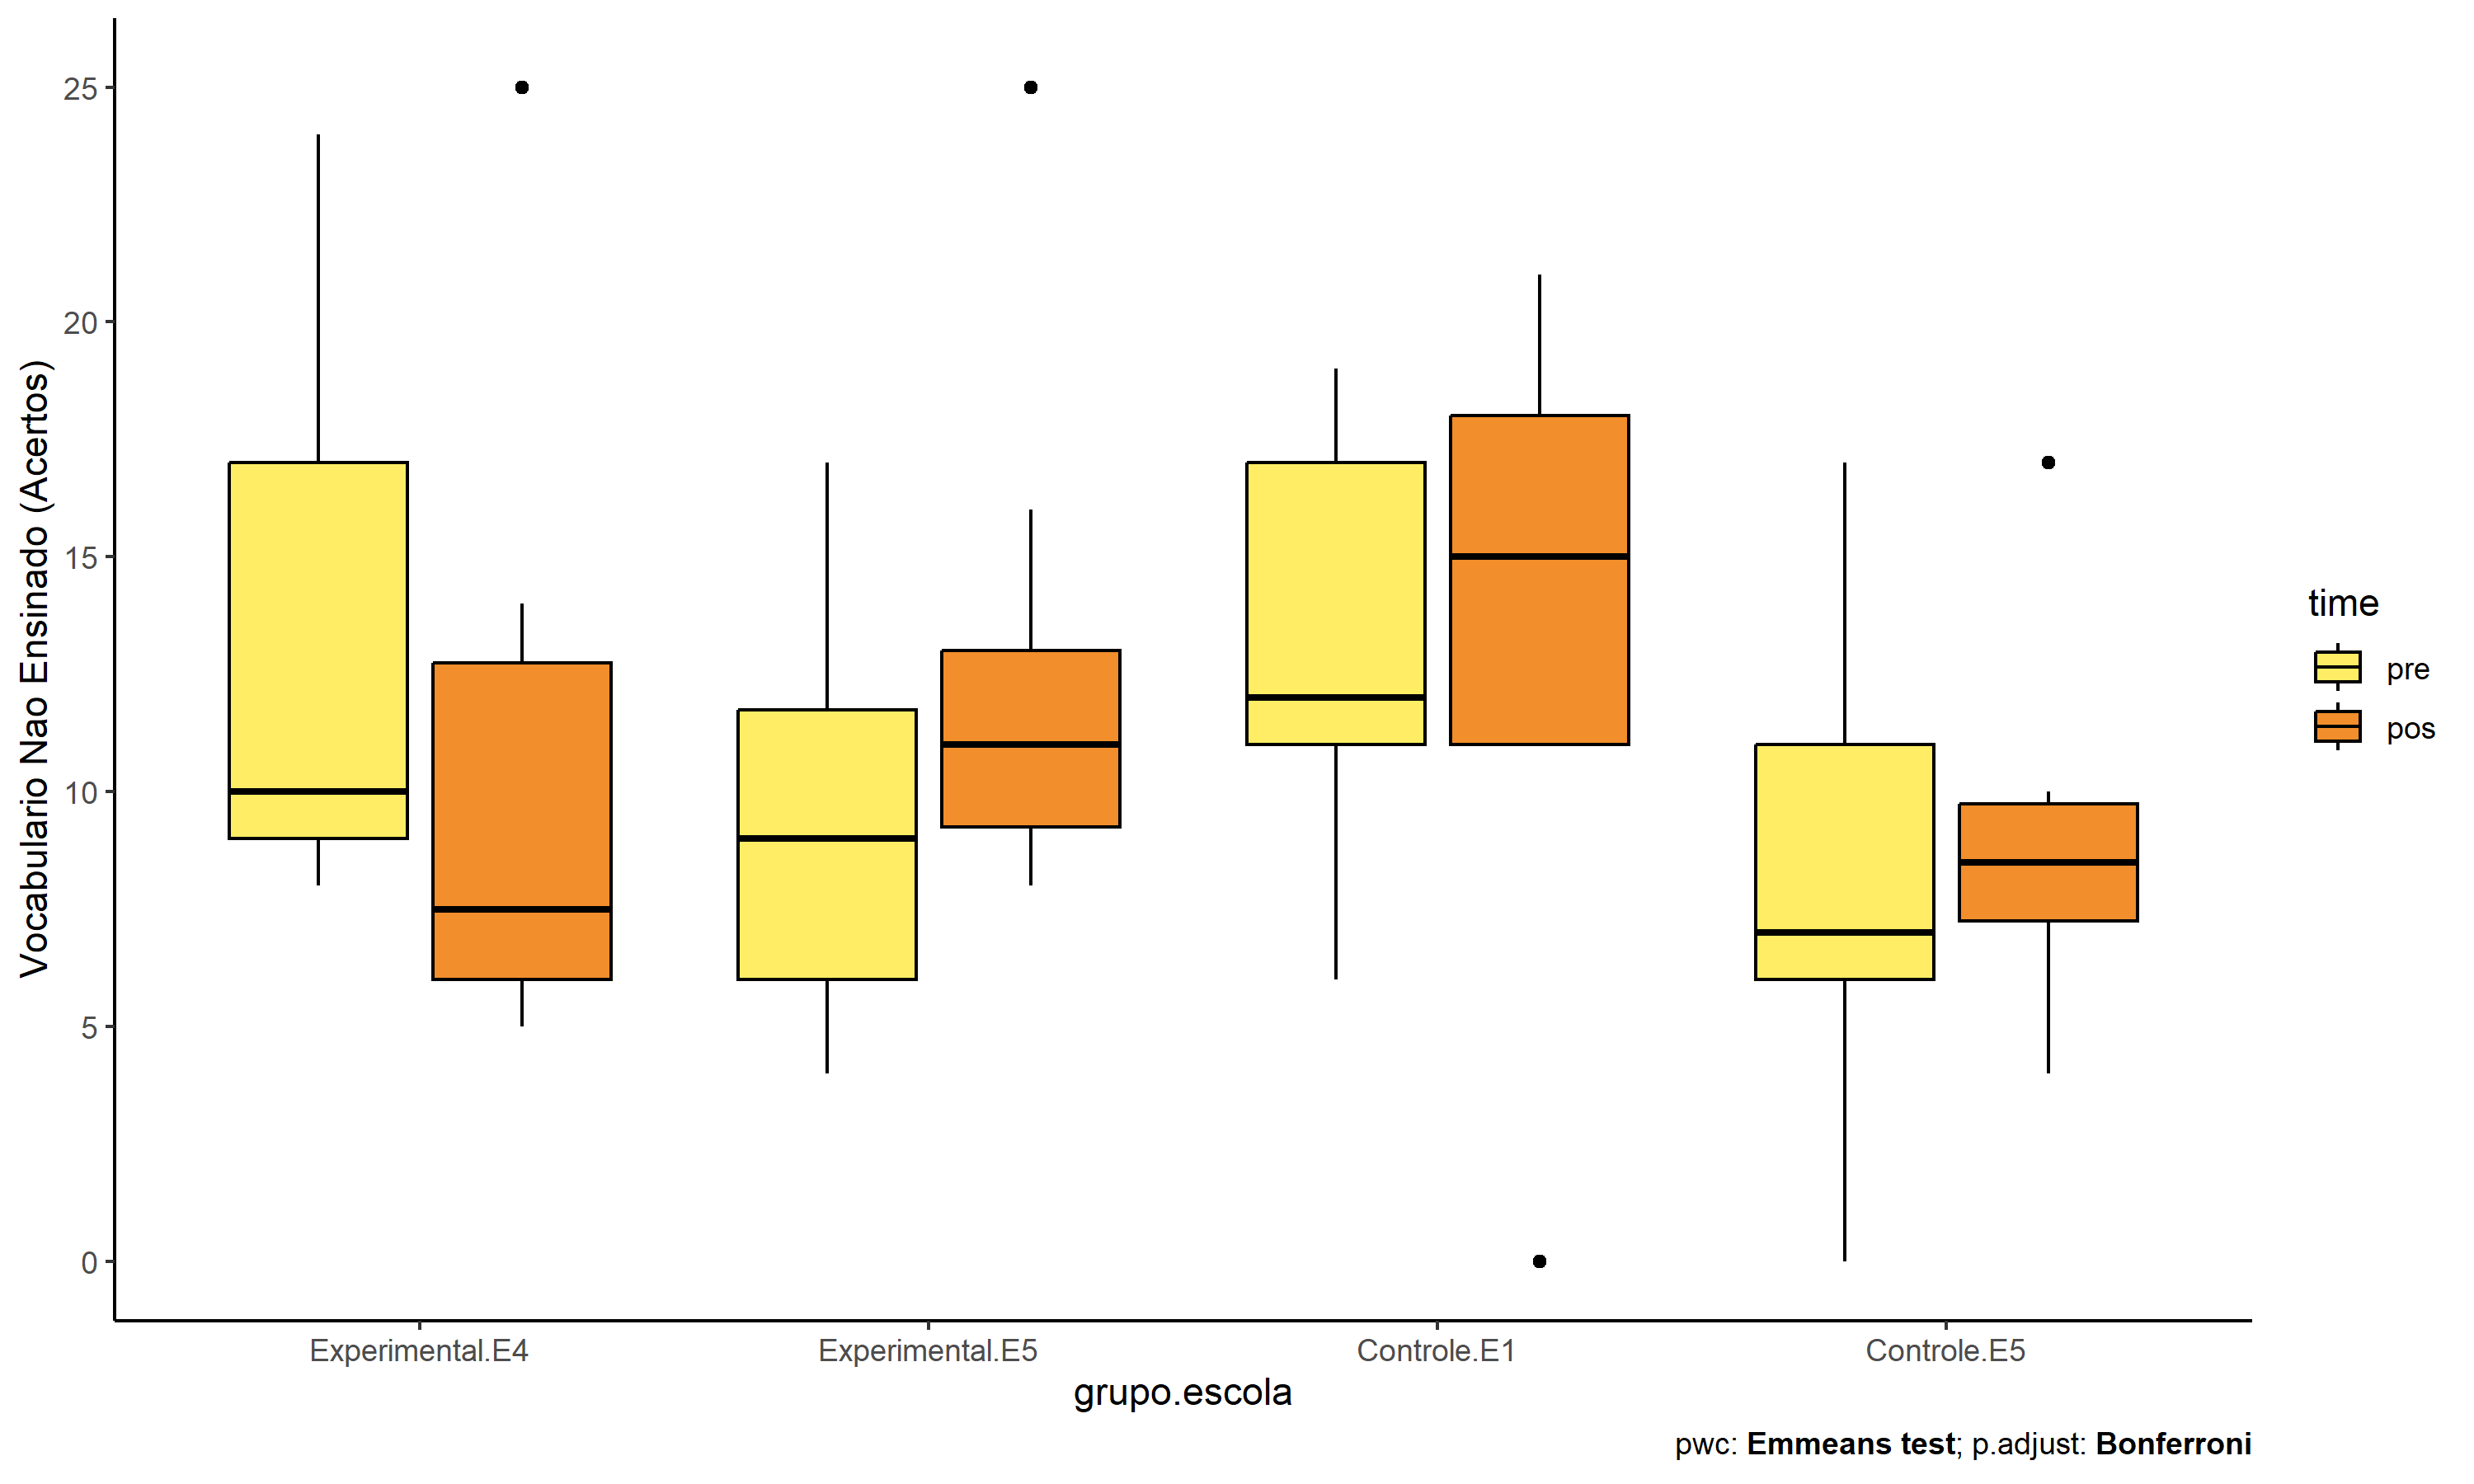 Vocabulario Nao Ensinado (Acertos)
25
20
15
10
5
0
Experimental.E4
Experimental.E5
Controle.E1
Controle.E5
grupo.escola
time
pre
pos
pwc: Emmeans test; p.adjust: Bonferroni